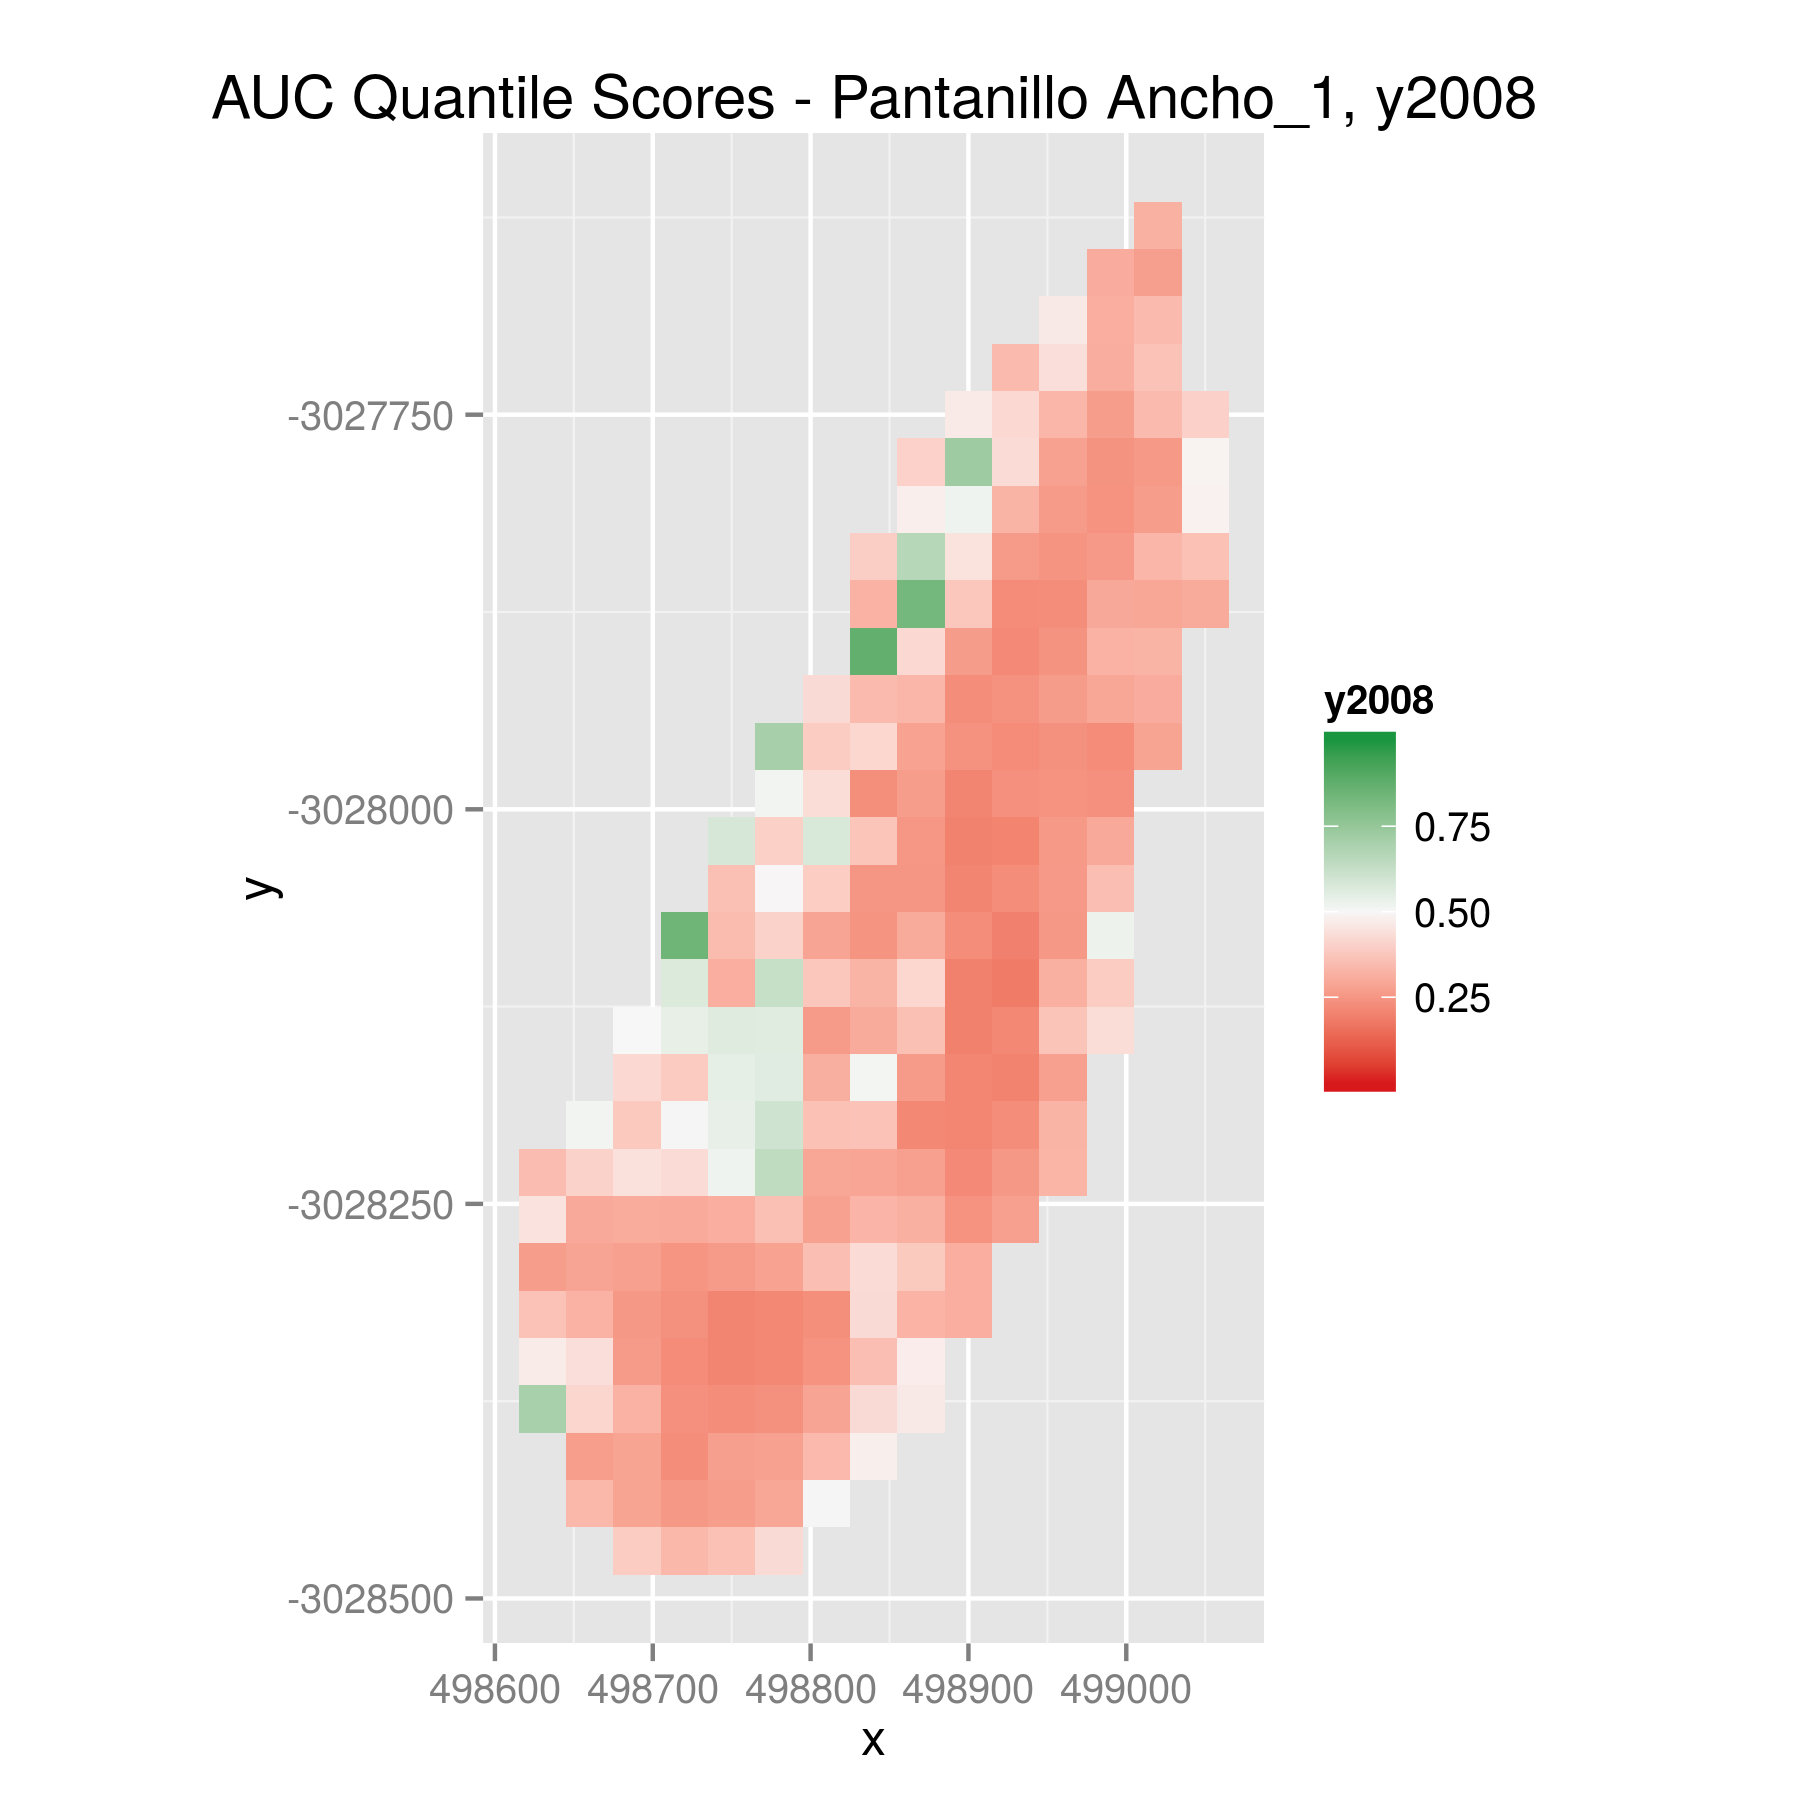 AUC Quantile Scores - Pantanillo Ancho_1, y2008
-3027750
-3028000
-3028250
-3028500
y
498600 498700 498800 498900 499000
x
y2008
0.75
0.50
0.25